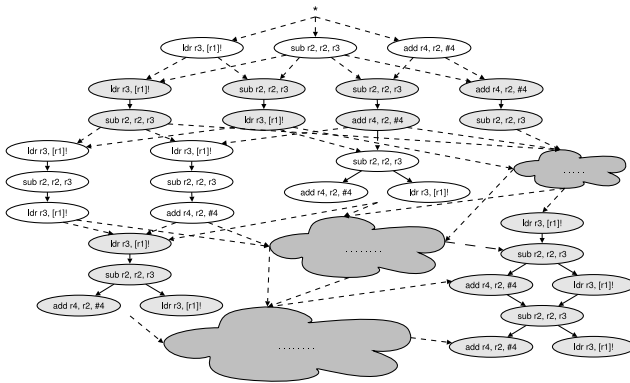 *
ldr r3, [r1]! sub r2, r2, r3 add r4, r2, #4
ldr r3, [r1]! sub r2, r2, r3 sub r2, r2, r3 add r4, r2, #4
sub r2, r2, r3 ldr r3, [r1]! add r4, r2, #4 sub r2, r2, r3
ldr r3, [r1]! ldr r3, [r1]! sub r2, r2, r3 . . . . .
sub r2, r2, r3 sub r2, r2, r3 add r4, r2, #4 ldr r3, [r1]!
ldr r3, [r1]! add r4, r2, #4 ldr r3, [r1]!
ldr r3, [r1]! . . . . . . . . sub r2, r2, r3
sub r2, r2, r3 add r4, r2, #4 ldr r3, [r1]!
add r4, r2, #4 ldr r3, [r1]! sub r2, r2, r3
. . . . . . . . add r4, r2, #4 ldr r3, [r1]!